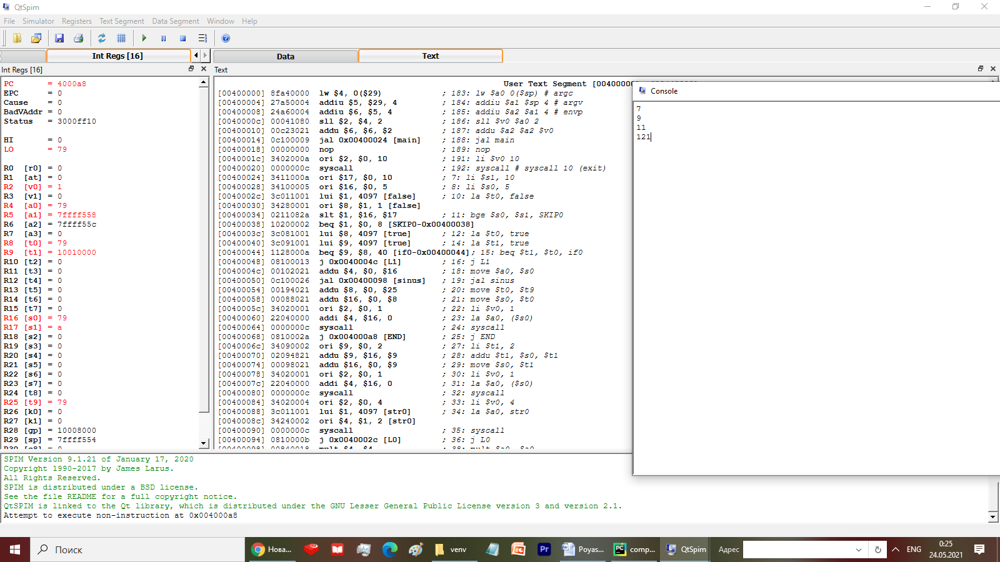 QtSpim
File Simulator Registers Text Segment Data Segment Window Help
Int Regs [16]
Data
Text
Int Regs [16]
Text
PC = 4000a8
EPC = 0
Cause = 0
BadVAddr = 0
Status = 3000ff10
HI = 0
LO = 79
R0 [r0] = 0
R1 [at] = 0
R2 [v0] = 1
R3 [v1] = 0
R4 [a0] = 79
R5 [a1] = 7ffff558
R6 [a2] = 7ffff55c
R7 [a3] = 0
R8 [t0] = 79
R9 [t1] = 10010000
R10 [t2] = 0
R11 [t3] = 0
R12 [t4] = 0
R13 [t5] = 0
R14 [t6] = 0
R15 [t7] = 0
R16 [s0] = 79
R17 [s1] = a
R18 [s2] = 0
R19 [s3] = 0
R20 [s4] = 0
R21 [s5] = 0
R22 [s6] = 0
R23 [s7] = 0
R24 [t8] = 0
R25 [t9] = 79
R26 [k0] = 0
R27 [k1] = 0
R28 [gp] = 10008000
R29 [sp] = 7ffff554
R30 [s8] = 0
User Text Segment
[00400000] 8fa40000 lw $4, 0($29) ; 183: lw $a0 0($sp) # argc
[00400004] 27a50004 addiu $5, $29, 4 ; 184: addiu $a1 $sp 4 # argv
[00400008] 24a60004 addiu $6, $5, 4 ; 185: addiu $a2 $a1 4 # envp
[0040000c] 00041080 sll $2, $4, 2 ; 186: sll $v0 $a0 2
[00400010] 00c23021 addu $6, $6, $2 ; 187: addu $a2 $a2 $v0
[00400014] 0c100009 jal 0x00400024 [main] ; 188: jal main
[00400018] 00000000 nop ; 189: nop
[0040001c] 3402000a ori $2, $0, 10 ; 191: li $v0 10
[00400020] 0000000c syscall ; 192: syscall # syscall 10 (exit)
[00400024] 3411000a ori $17, $0, 10 ; 7: li $s1, 10
[00400028] 34100005 ori $16, $0, 5 ; 8: li $s0, 5
[0040002c] 3c011001 lui $1, 4097 [false] ; 10: la $t0, false
[00400030] 34280001 ori $8, $1, 1 [false]
[00400034] 0211082a slt $1, $16, $17 ; 11: bge $s0, $s1, SKIP0
[00400038] 10200002 beq $1, $0, 8 [SKIP0-0x00400038]
[0040003c] 3c081001 lui $8, 4097 [true] ; 12: la $t0, true
[00400040] 3c091001 lui $9, 4097 [true] ; 14: la $t1, true
[00400044] 1128000a beq $9, $8, 40 [if0-0x00400044]; 15: beq $t1, $t0, if0
[00400048] 08100013 j 0x0040004c [L1] ; 16: j L1
[0040004c] 00102021 addu $4, $0, $16 ; 18: move $a0, $s0
[00400050] 0c100026 jal 0x00400098 [sinus] ; 19: jal sinus
[00400054] 00194021 addu $8, $0, $25 ; 20: move $t0, $t9
[00400058] 00088021 addu $16, $0, $8 ; 21: move $s0, $t0
[0040005c] 34020001 ori $2, $0, 1 ; 22: li $v0, 1
[00400060] 22040000 addi $4, $16, 0 ; 23: la $a0, ($s0)
[00400064] 0000000c syscall ; 24: syscall
[00400068] 0810002a j 0x004000a8 [END] ; 25: j END
[0040006c] 34090002 ori $9, $0, 2 ; 27: li $t1, 2
[00400070] 02094821 addu $9, $16, $9 ; 28: addu $t1, $s0, $t1
[00400074] 00098021 addu $16, $0, $9 ; 29: move $s0, $t1
[00400078] 34020001 ori $2, $0, 1 ; 30: li $v0, 1
[0040007c] 22040000 addi $4, $16, 0 ; 31: la $a0, ($s0)
[00400080] 0000000c syscall ; 32: syscall
[00400084] 34020004 ori $2, $0, 4 ; 33: li $v0, 4
[00400088] 3c011001 lui $1, 4097 [str0] ; 34: la $a0, str0
[0040008c] 34240002 ori $4, $1, 2 [str0]
[00400090] 0000000c syscall ; 35: syscall
[00400094] 0810000b j 0x0040002c [L0] ; 36: j L0
[00400098] 00840018 mult $4, $4 ; 38: mult $a0, $a0
Console
7
9
11
121
SPIM Version 9.1.21 of January 17, 2020
Copyright 1990-2017 by James Larus.
All Rights Reserved.
SPIM is distributed under a BSD license.
See the file README for a full copyright notice.
QtSPIM is linked to the Qt library, which is distributed under the GNU Lesser General Public License version 3 and version 2.1.
Attempt to execute non-instruction at 0x004000a8
Поиск
Нова...
venv
Pr
Poyas...
PC
comp...
QtSpim
Адрес
ENG
0:25
24.05.2021